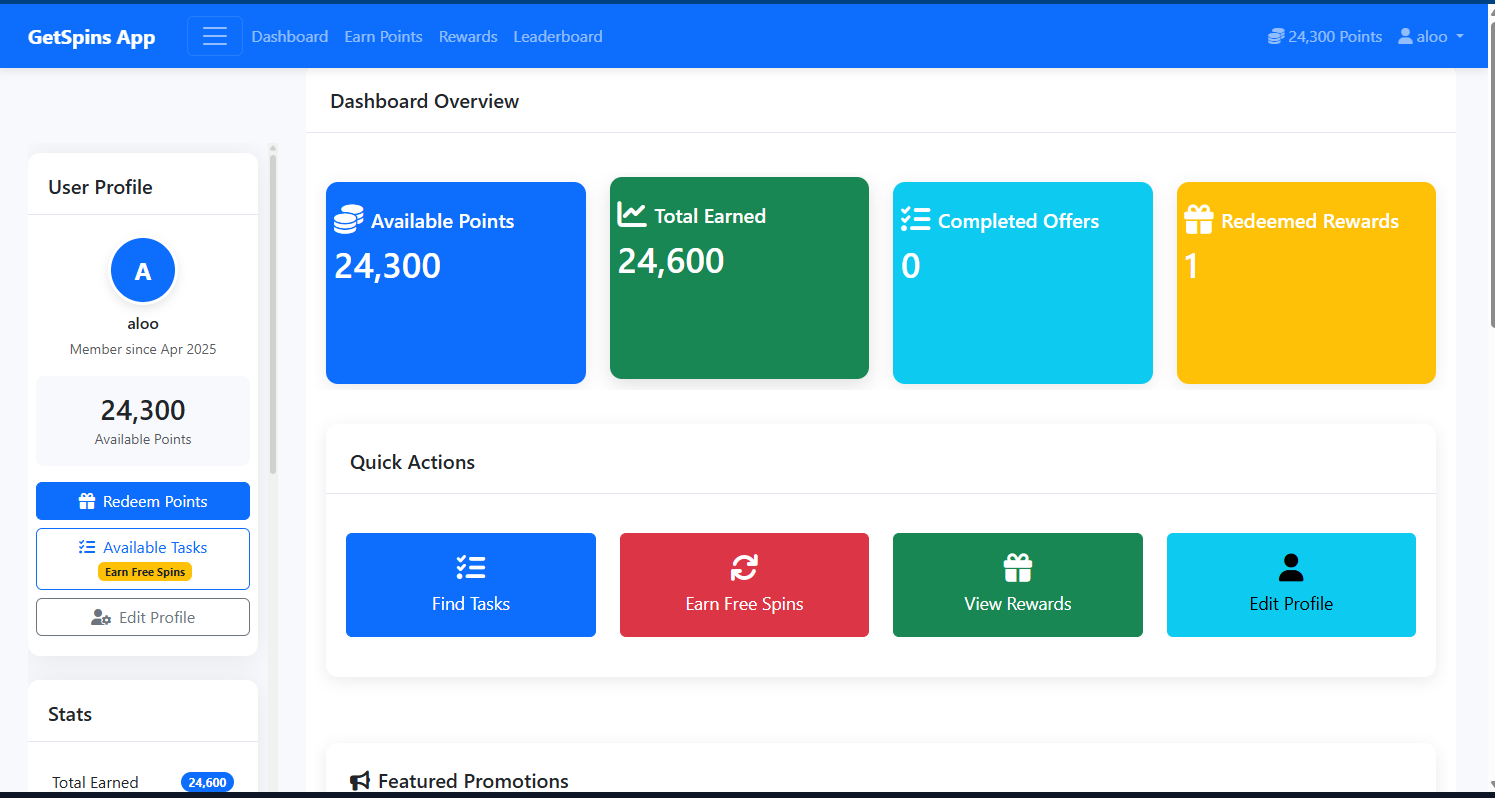 GetSpins App Dashboard Earn Points Rewards Leaderboard 24,300 Points aloo
Dashboard Overview
User Profile
A
aloo
Member since Apr 2025
24,300
Available Points
Redeem Points
Available Tasks
Earn Free Spins
Edit Profile
Stats
Total Earned 24,600
Available Points
24,300
Total Earned
24,600
Completed Offers
0
Redeemed Rewards
1
Quick Actions
Find Tasks
Earn Free Spins
View Rewards
Edit Profile
Featured Promotions